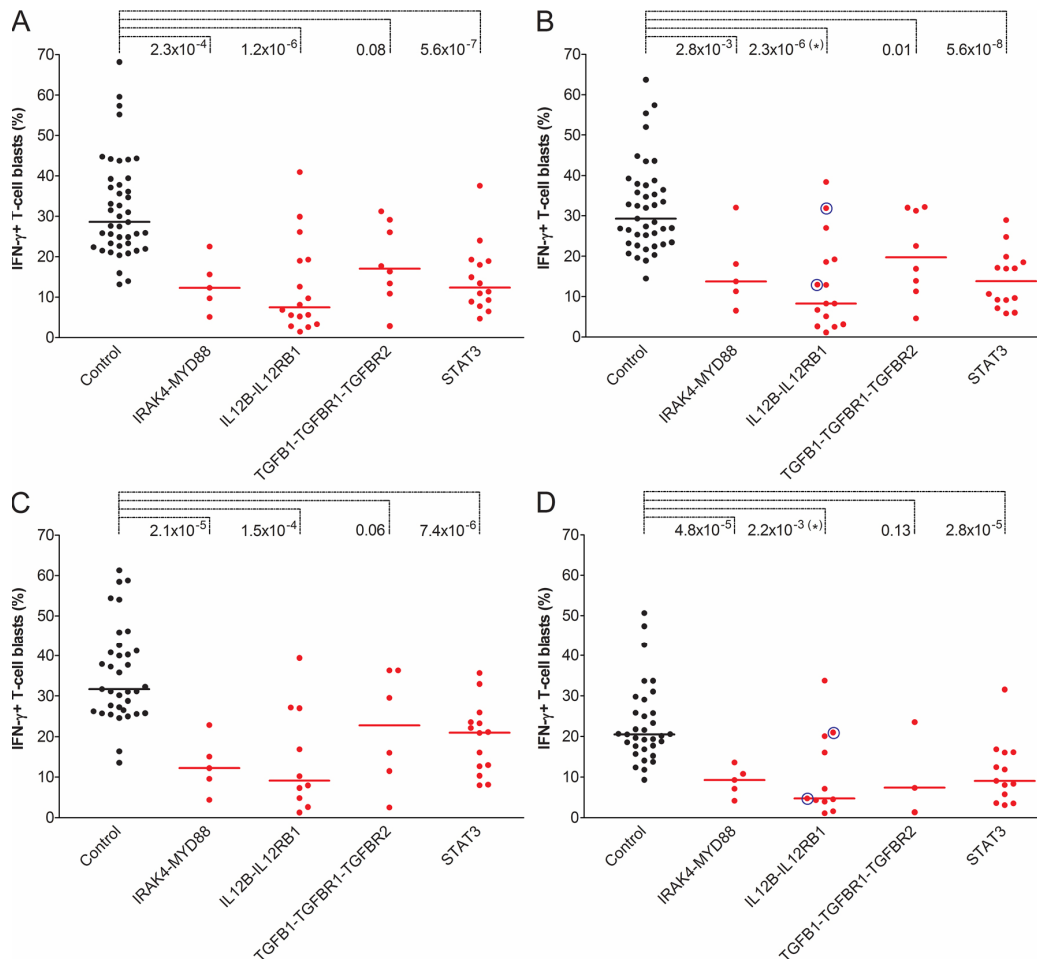 A
2.3x10-4 1.2x10-6 0.08 5.6x10-7
IFN-γ+ T-cell blasts (%)
70
60
50
40
30
20
10
0
Control
IRAK4-MYD88
IL12B-IL12RB1
TGFB1-TGFBR1-TGFBR2
STAT3
B
2.8x10-3 2.3x10-6 (*) 0.01 5.6x10-8
IFN-γ+ T-cell blasts (%)
70
60
50
40
30
20
10
0
Control
IRAK4-MYD88
IL12B-IL12RB1
TGFB1-TGFBR1-TGFBR2
STAT3
C
2.1x10-5 1.5x10-4 0.06 7.4x10-6
IFN-γ+ T-cell blasts (%)
70
60
50
40
30
20
10
0
Control
IRAK4-MYD88
IL12B-IL12RB1
TGFB1-TGFBR1-TGFBR2
STAT3
D
4.8x10-5 2.2x10-3 (*) 0.13 2.8x10-5
IFN-γ+ T-cell blasts (%)
70
60
50
40
30
20
10
0
Control
IRAK4-MYD88
IL12B-IL12RB1
TGFB1-TGFBR1-TGFBR2
STAT3